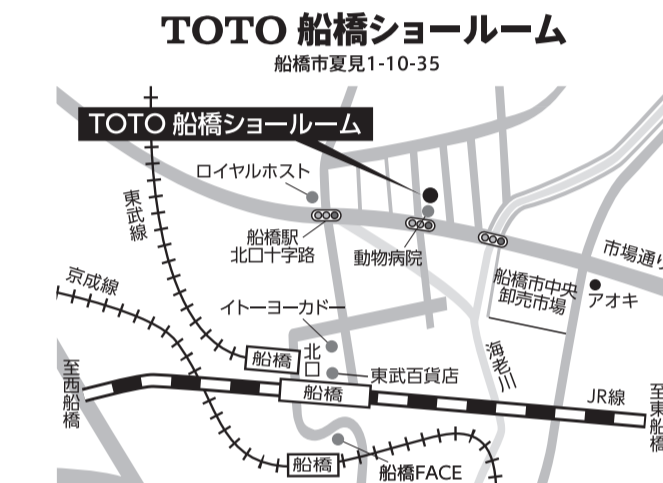 TOTO 船橋ショールーム
船橋市夏見1-10-35
TOTO 船橋ショールーム
ロイヤルホスト
東武線
船橋駅
北口十字路
動物病院
市場通り
京成線
船橋市中央
卸売市場
アオキ
イトーヨーカドー
海老川
船橋
北口
東武百貨店
至西船橋
船橋
JR線
至東船橋
船橋
船橋FACE